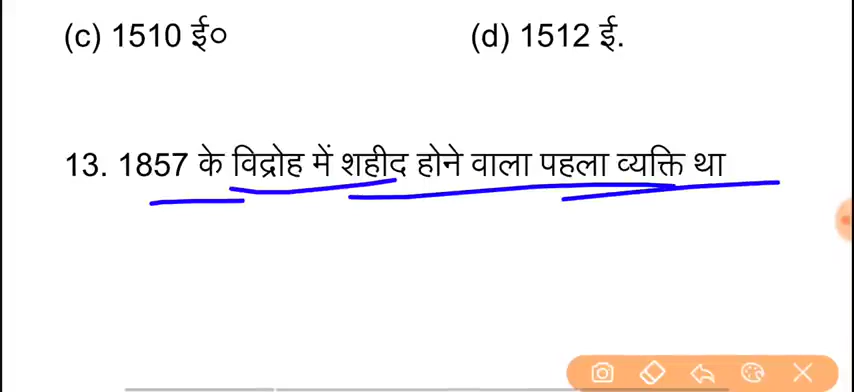 (c) 1510 ई० (d) 1512 ई.
13. 1857 के विद्रोह में शहीद होने वाला पहला व्यक्ति था